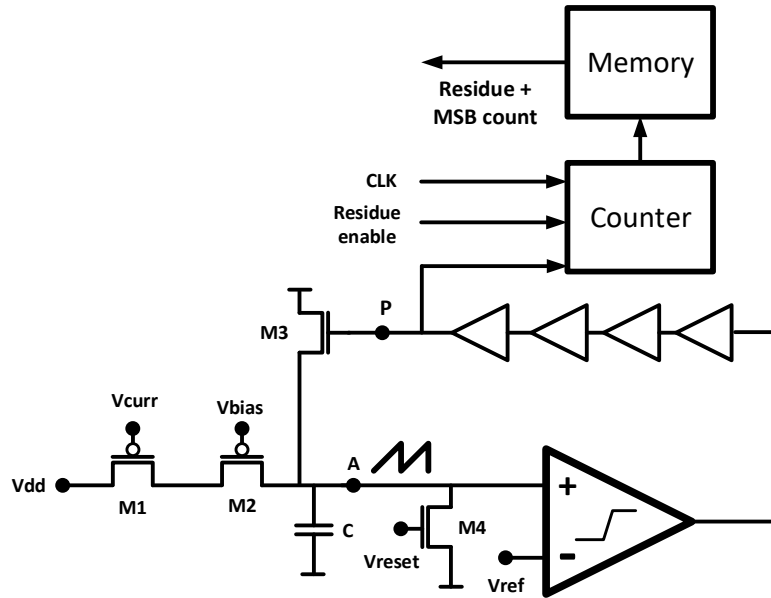 Memory
Residue +
MSB count
CLK
Residue
enable
Counter
P
M3
Vcurr
Vbias
A
Vdd
M1
M2
C
M4
Vreset
Vref
+
-